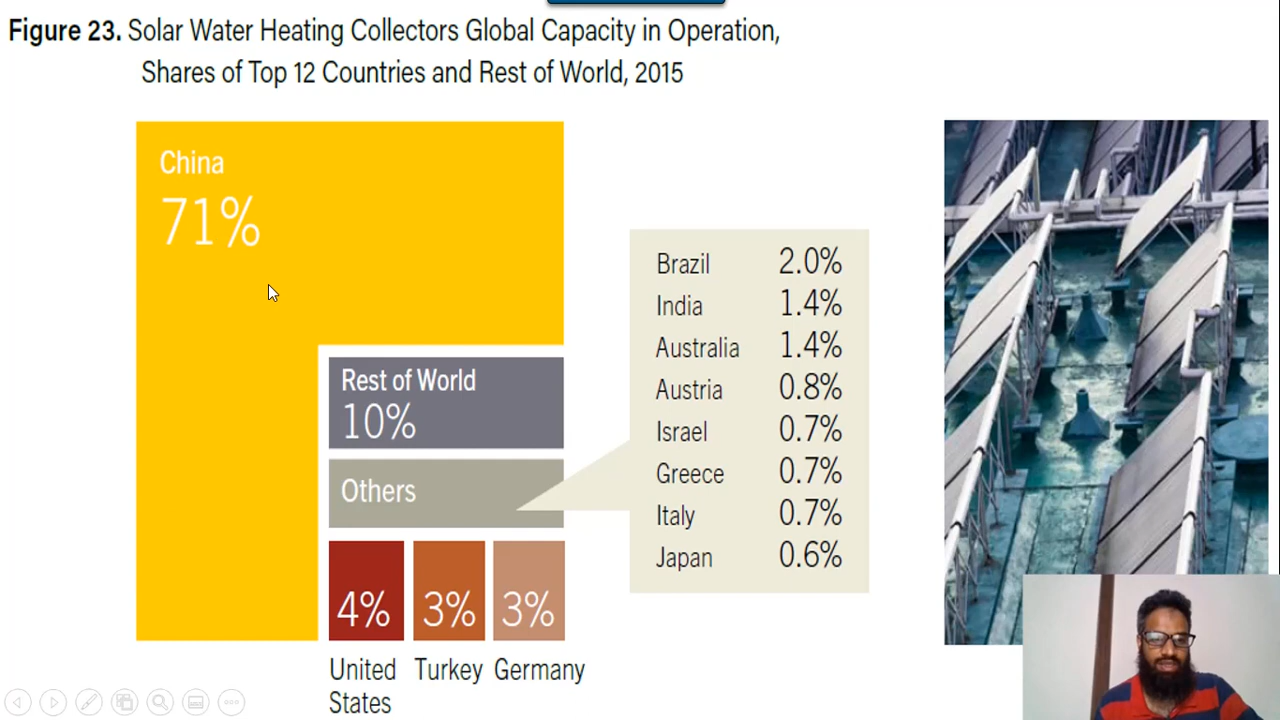 Figure 23. Solar Water Heating Collectors Global Capacity in Operation,
Shares of Top 12 Countries and Rest of World, 2015
China
71%
Rest of World
10%
Others
4%
3%
3%
United
States
Turkey
Germany
Brazil 2.0%
India 1.4%
Australia 1.4%
Austria 0.8%
Israel 0.7%
Greece 0.7%
Italy 0.7%
Japan 0.6%